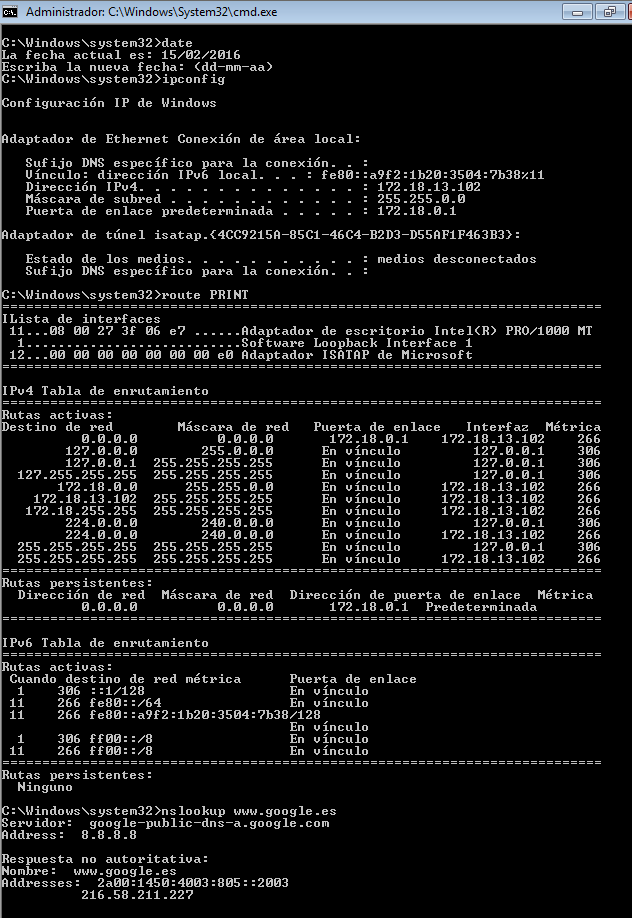 Administrador: C:\Windows\System32\cmd.exe
C:\Windows\system32>date
La fecha actual es: 15/02/2016
Escriba la nueva fecha: (dd-mm-aa)
C:\Windows\system32>ipconfig
Configuración IP de Windows
Adaptador de Ethernet Conexión de área local:
   Sufijo DNS específico para la conexión. . :
   Vínculo: dirección IPv6 local. . . : fe80::a9f2:1b20:3504:7b38%11
   Dirección IPv4. . . . . . . . . . . . . . : 172.18.13.102
   Máscara de subred . . . . . . . . . . . . : 255.255.0.0
   Puerta de enlace predeterminada . . . . . : 172.18.0.1
Adaptador de túnel isatap.{4CC9215A-85C1-46C4-B2D3-D55AF1F463B3}:
   Estado de los medios. . . . . . . . . . . : medios desconectados
   Sufijo DNS específico para la conexión. . :
C:\Windows\system32>route PRINT
===========================================================================
ILista de interfaces
 11...08 00 27 3f 06 e7 ......Adaptador de escritorio Intel(R) PRO/1000 MT
  1...........................Software Loopback Interface 1
 12...00 00 00 00 00 00 00 e0 Adaptador ISATAP de Microsoft
===========================================================================
IPv4 Tabla de enrutamiento
===========================================================================
Rutas activas:
Destino de red        Máscara de red   Puerta de enlace   Interfaz  Métrica
          0.0.0.0          0.0.0.0       172.18.0.1    172.18.13.102    266
        127.0.0.0        255.0.0.0      En vínculo         127.0.0.1    306
        127.0.0.1  255.255.255.255      En vínculo         127.0.0.1    306
  127.255.255.255  255.255.255.255      En vínculo         127.0.0.1    306
       172.18.0.0      255.255.0.0      En vínculo     172.18.13.102    266
    172.18.13.102  255.255.255.255      En vínculo     172.18.13.102    266
   172.18.255.255  255.255.255.255      En vínculo     172.18.13.102    266
        224.0.0.0        240.0.0.0      En vínculo         127.0.0.1    306
        224.0.0.0        240.0.0.0      En vínculo     172.18.13.102    266
  255.255.255.255  255.255.255.255      En vínculo         127.0.0.1    306
  255.255.255.255  255.255.255.255      En vínculo     172.18.13.102    266
===========================================================================
Rutas persistentes:
  Dirección de red  Máscara de red  Dirección de puerta de enlace  Métrica
          0.0.0.0          0.0.0.0       172.18.0.1  Predeterminada
===========================================================================
IPv6 Tabla de enrutamiento
===========================================================================
Rutas activas:
 Cuando destino de red métrica      Puerta de enlace
  1    306 ::1/128                  En vínculo
 11    266 fe80::/64                En vínculo
 11    266 fe80::a9f2:1b20:3504:7b38/128
                                    En vínculo
  1    306 ff00::/8                 En vínculo
 11    266 ff00::/8                 En vínculo
===========================================================================
Rutas persistentes:
  Ninguno
C:\Windows\system32>nslookup www.google.es
Servidor:  google-public-dns-a.google.com
Address:  8.8.8.8
Respuesta no autoritativa:
Nombre:  www.google.es
Addresses:  2a00:1450:4003:805::2003
          216.58.211.227